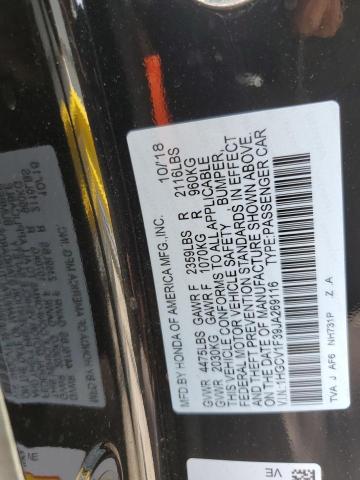 MFD.BY HONDA OF AMERICA MFG.,INC. 10/18
GVWR 4475LBS GAWR F 2359LBS R 2116LBS
GVWR 2030KG GAWR F 1070KG R 960KG
THIS VEHICLE CONFORMS TO ALL APPLICABLE
FEDERAL MOTOR VEHICLE SAFETY BUMPER,
AND THEFT PREVENTION STANDARDS IN EFFECT
ON THE DATE OF MANUFACTURE SHOWN ABOVE.
V.I.N.:1HGCV1F39JA269116 TYPE:PASSENGER CAR
TVA J AF6 NH731P Z A
VE